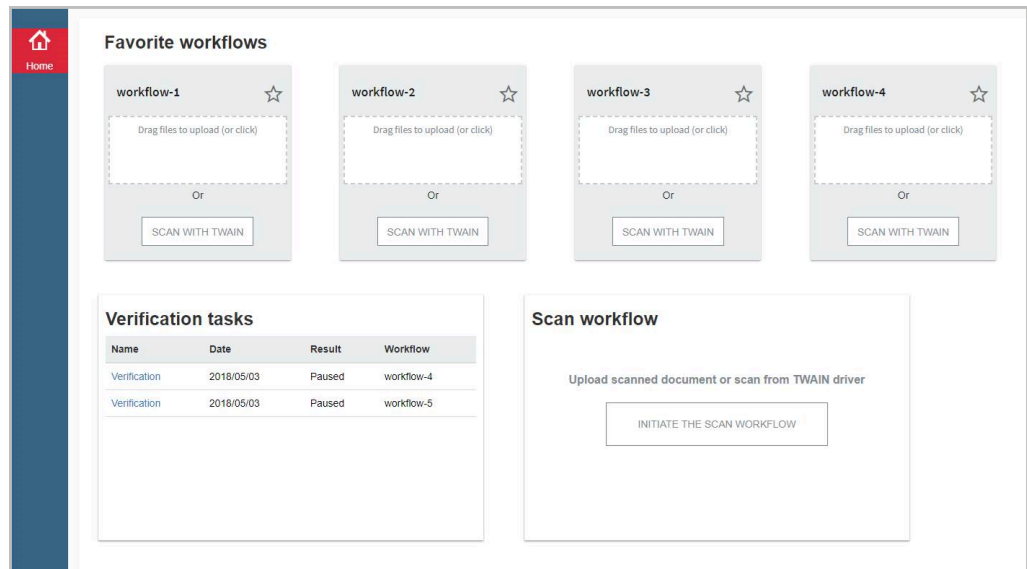 Home
Favorite workflows
workflow-1
Drag files to upload (or click)
Or
SCAN WITH TWAIN
workflow-2
Drag files to upload (or click)
Or
SCAN WITH TWAIN
workflow-3
Drag files to upload (or click)
Or
SCAN WITH TWAIN
workflow-4
Drag files to upload (or click)
Or
SCAN WITH TWAIN
Verification tasks
Name Date Result Workflow
Verification 2018/05/03 Paused workflow-4
Verification 2018/05/03 Paused workflow-5
Scan workflow
Upload scanned document or scan from TWAIN driver
INITIATE THE SCAN WORKFLOW